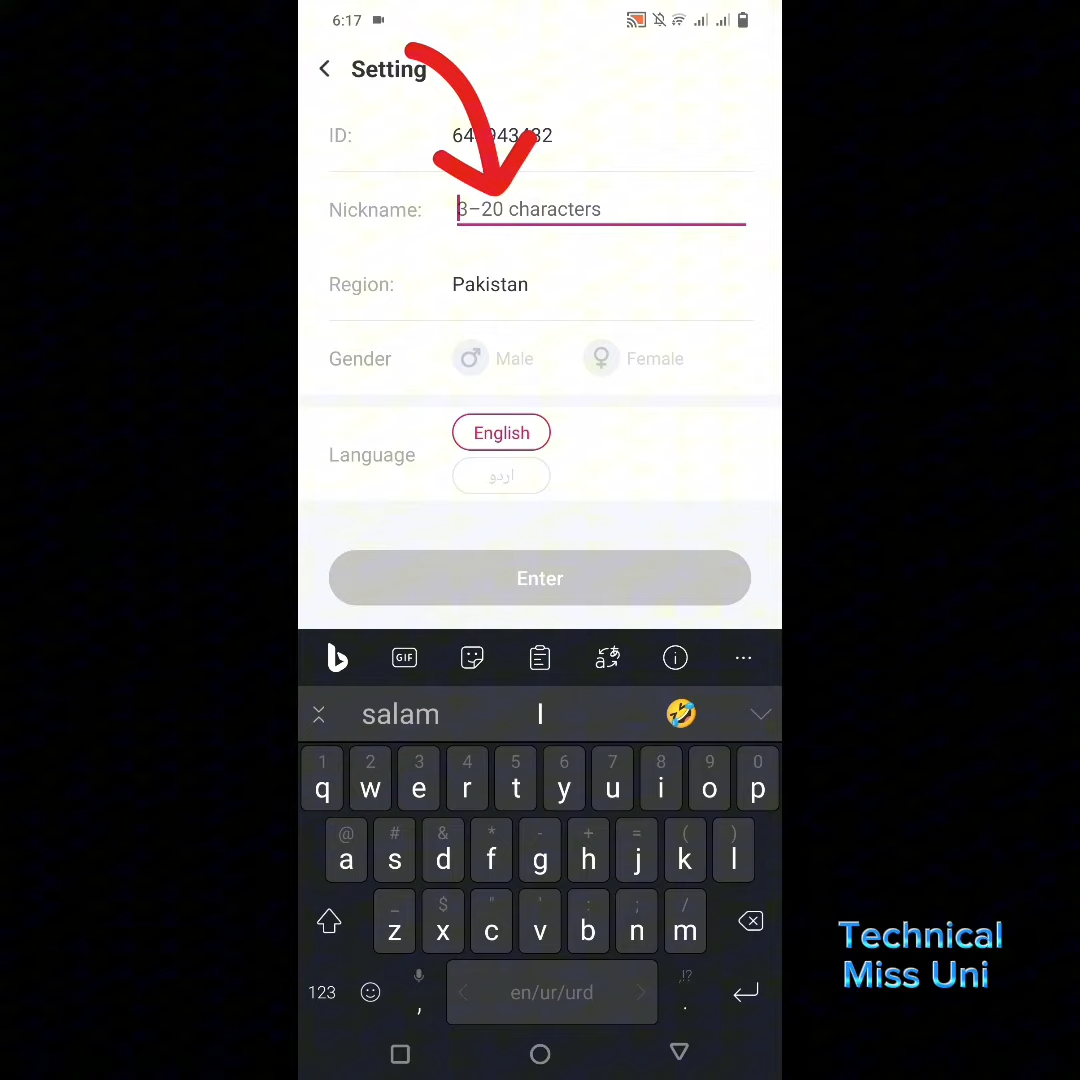 6:17
Setting
ID:
Nickname: 3–20 characters
Region: Pakistan
Gender Male Female
Language English
اردو
Enter
GIF
salam I 🤣
1 2 3 4 5 6 7 8 9 0
q w e r t y u i o p
@ # & * - + = ( )
a s d f g h j k l
_ $ " ' : ; /
z x c v b n m
123 , en/ur/urd ,!? .
Technical
Miss Uni